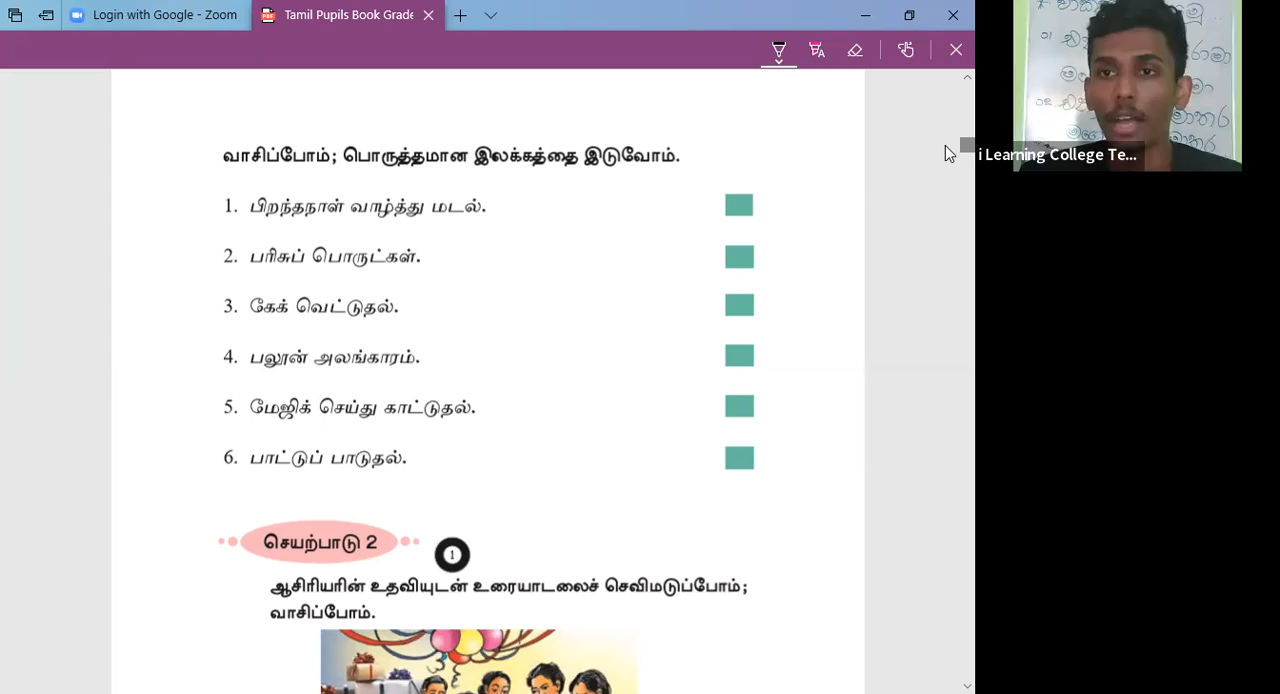 Login with Google - Zoom
Tamil Pupils Book Grade
வாசிப்போம்; பொருத்தமான இலக்கத்தை இடுவோம்.
1. பிறந்தநாள் வாழ்த்து மடல்.
2. பரிசுப் பொருட்கள்.
3. கேக் வெட்டுதல்.
4. பலூன் அலங்காரம்.
5. மேஜிக் செய்து காட்டுதல்.
6. பாட்டுப் பாடுதல்.
செயற்பாடு 2
1
ஆசிரியரின் உதவியுடன் உரையாடலைச் செவிமடுப்போம்;
வாசிப்போம்.
i Learning College Te...